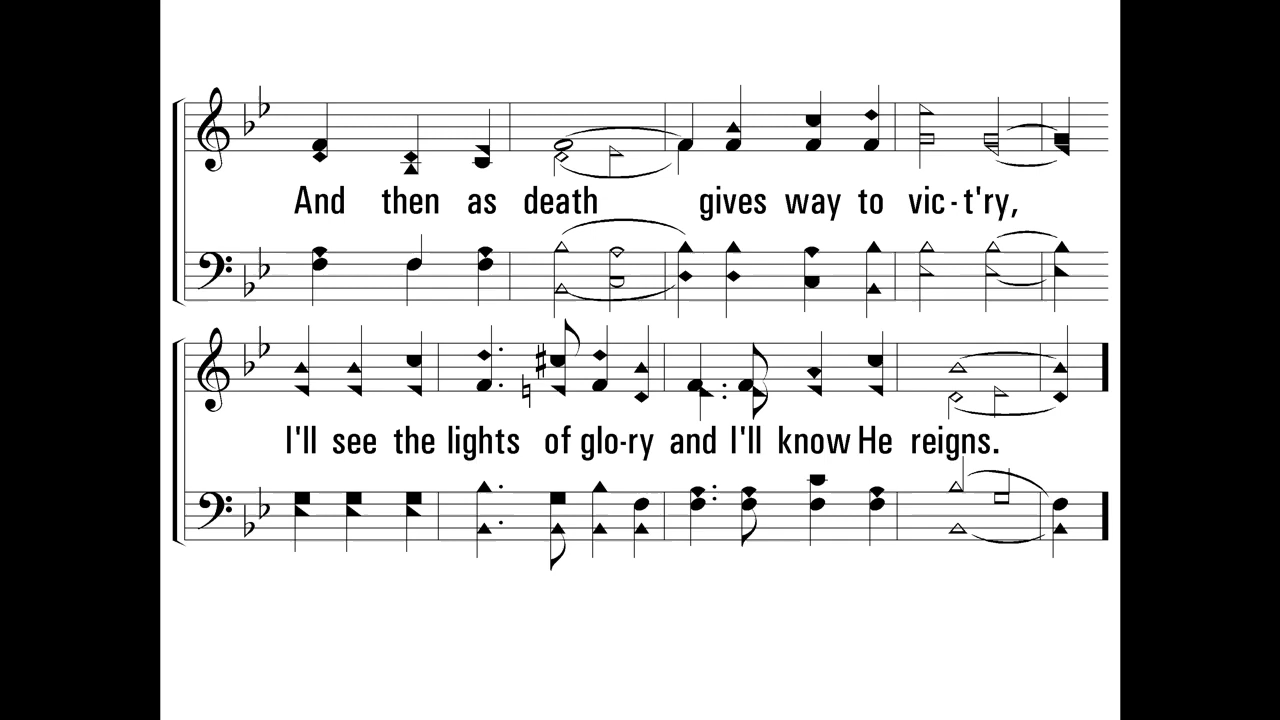 And then as death gives way to vic-t'ry,
I'll see the lights of glo-ry and I'll know He reigns.